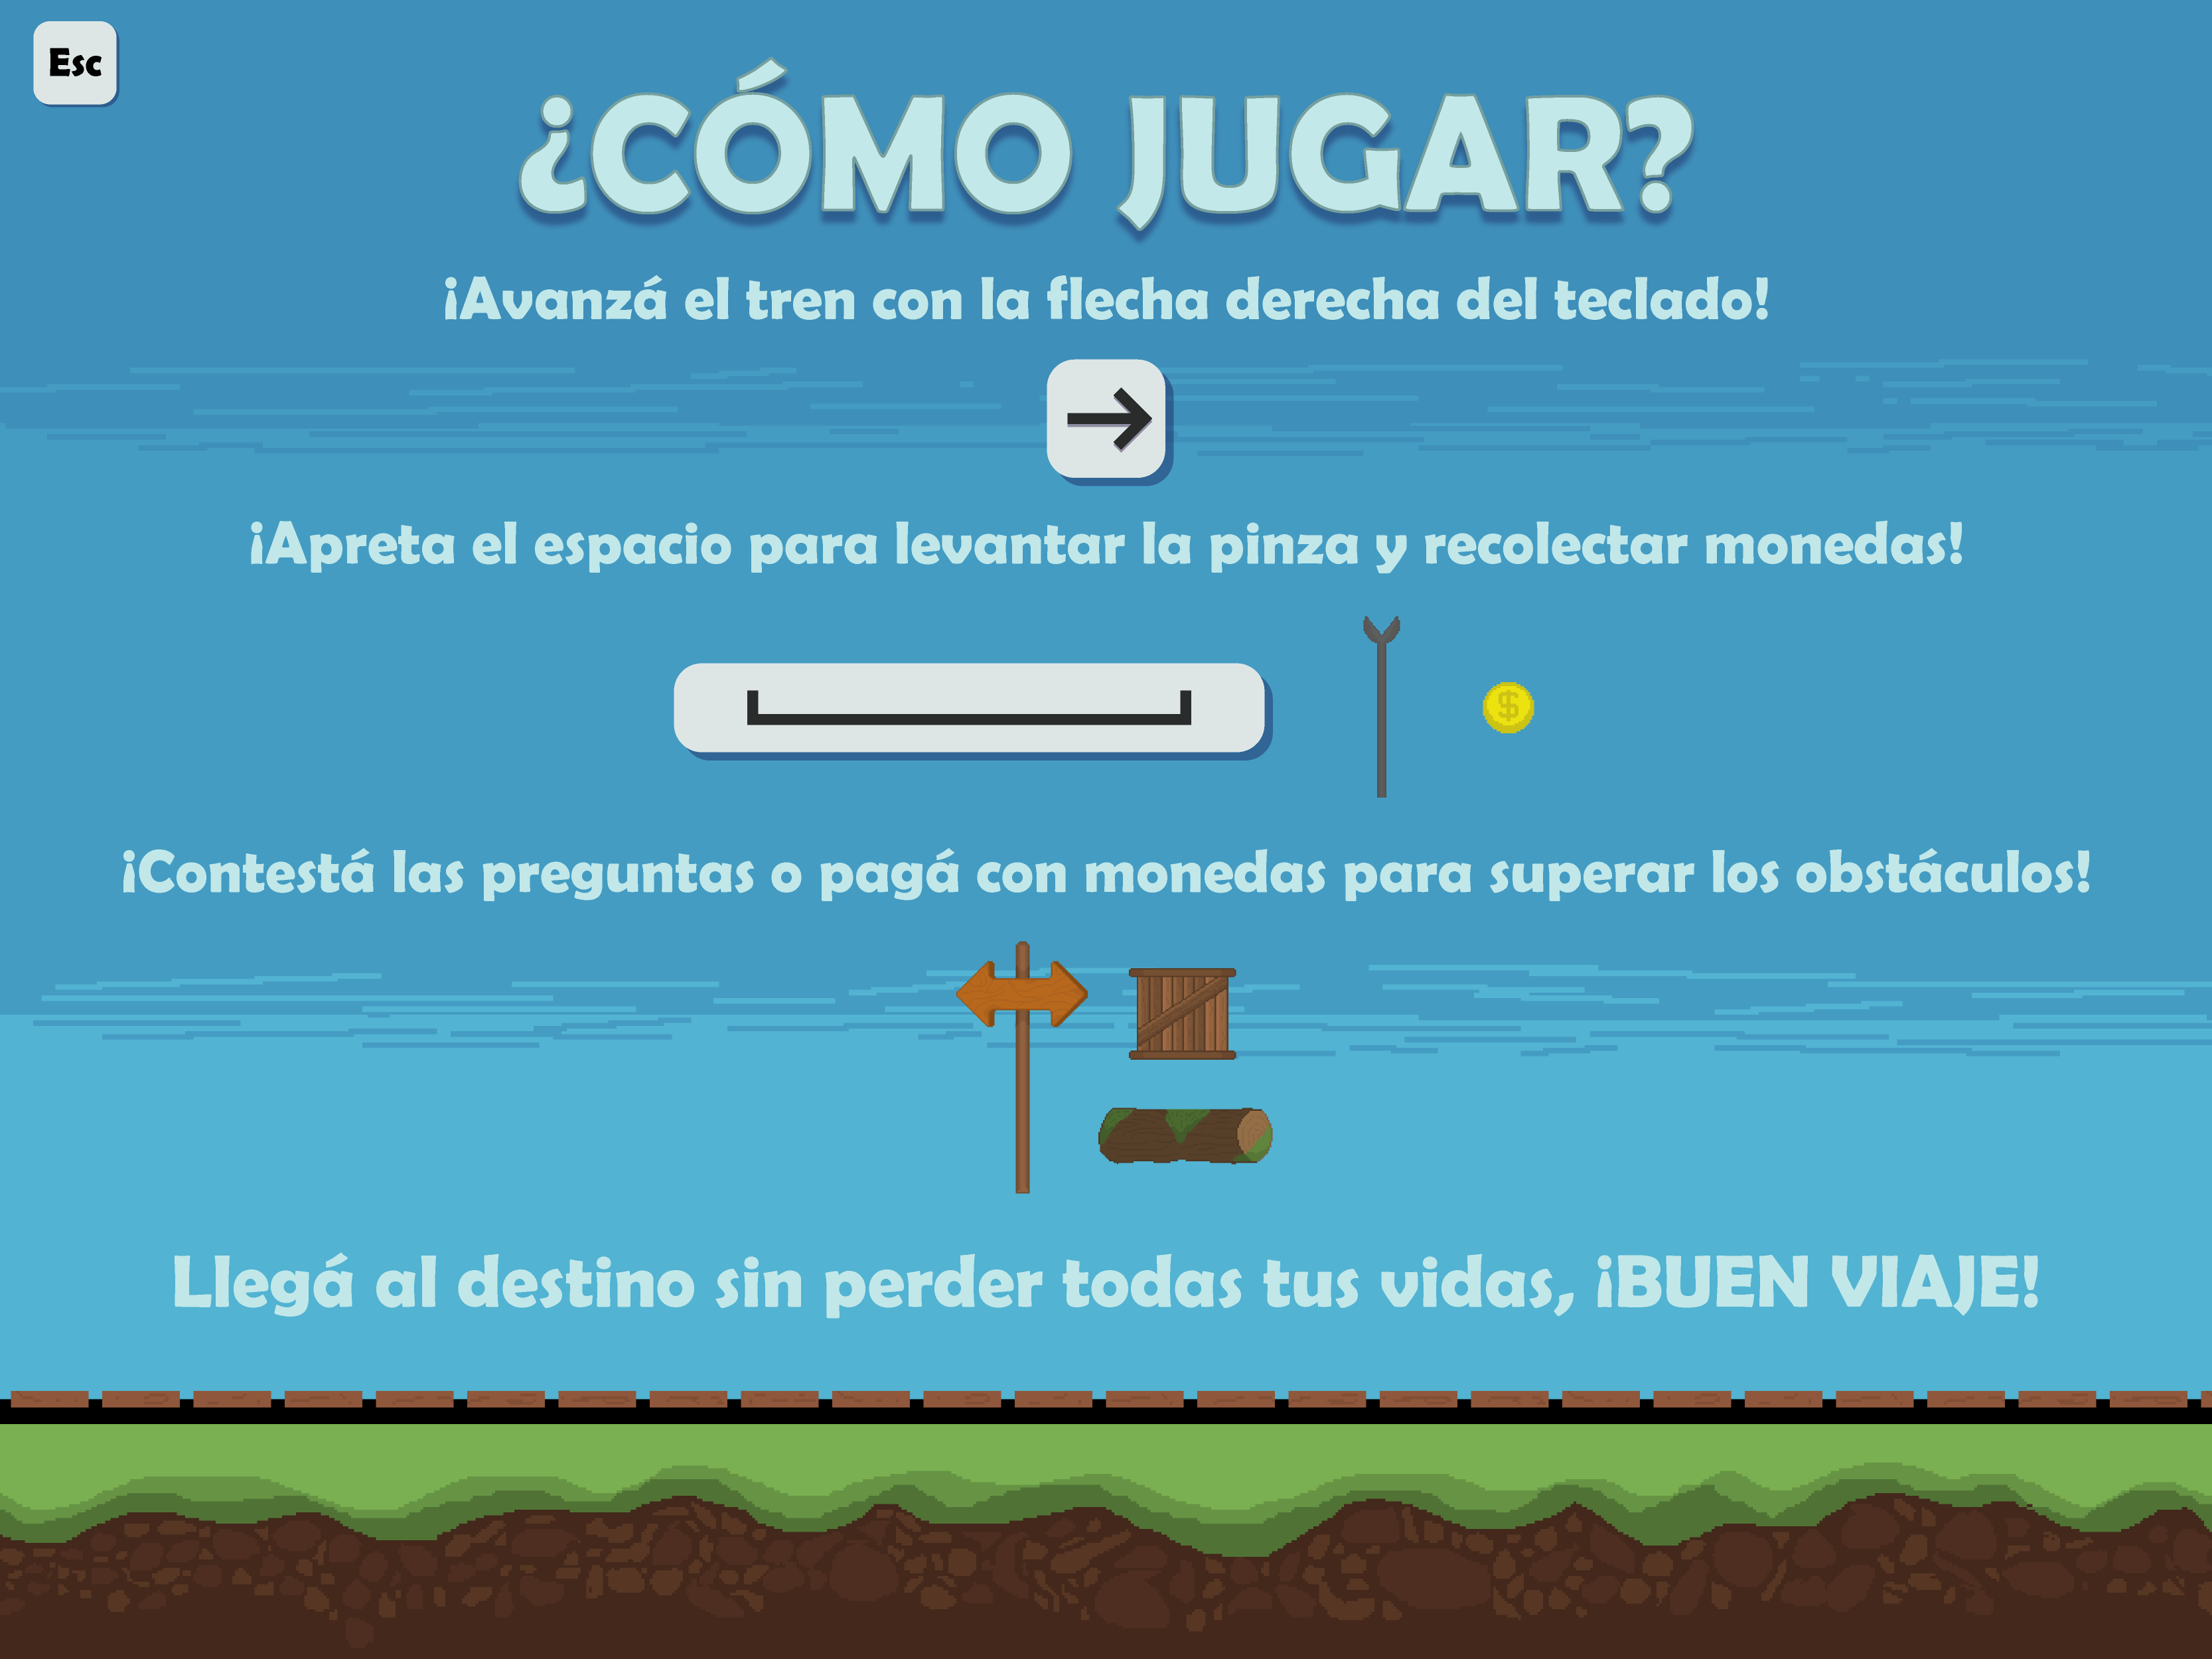 Esc
¿CÓMO JUGAR?
¡Avanzá el tren con la flecha derecha del teclado!
→
¡Apreta el espacio para levantar la pinza y recolectar monedas!
$
¡Contestá las preguntas o pagá con monedas para superar los obstáculos!
Llegá al destino sin perder todas tus vidas, ¡BUEN VIAJE!